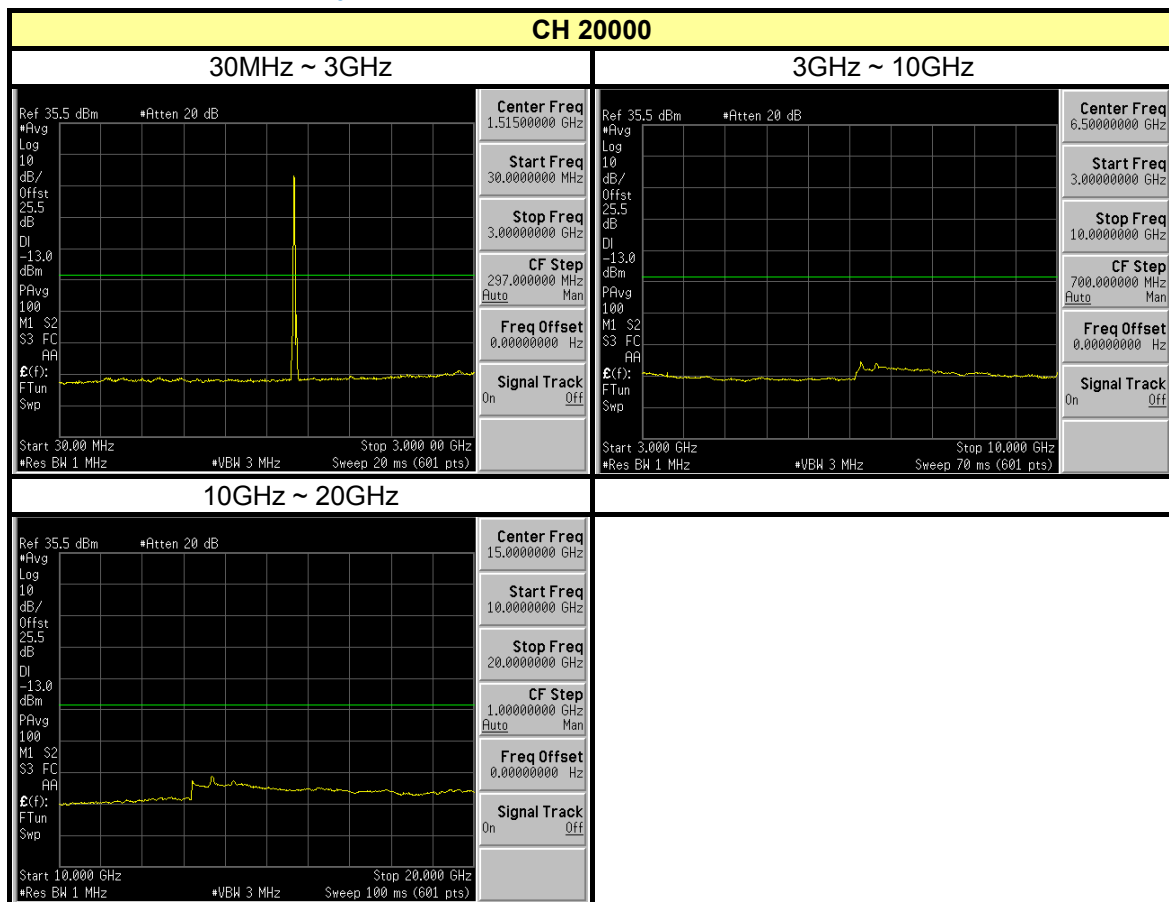 CH 20000
30MHz ~ 3GHz
3GHz ~ 10GHz
Ref 35.5 dBm #Atten 20 dB
#Avg
Log
10
dB/
Offst
25.5
dB
DI
-13.0
dBm
PAvg
100
M1 S2
S3 FC
AA
£(f):
FTun
Swp
Start 30.00 MHz Stop 3.000 00 GHz
#Res BW 1 MHz #VBW 3 MHz Sweep 20 ms (601 pts)
Center Freq
1.51500000 GHz
Start Freq
30.0000000 MHz
Stop Freq
3.00000000 GHz
CF Step
297.000000 MHz
Auto Man
Freq Offset
0.00000000 Hz
Signal Track
On Off
Ref 35.5 dBm #Atten 20 dB
#Avg
Log
10
dB/
Offst
25.5
dB
DI
-13.0
dBm
PAvg
100
M1 S2
S3 FC
AA
£(f):
FTun
Swp
Start 3.000 GHz Stop 10.000 GHz
#Res BW 1 MHz #VBW 3 MHz Sweep 70 ms (601 pts)
Center Freq
6.50000000 GHz
Start Freq
3.00000000 GHz
Stop Freq
10.0000000 GHz
CF Step
700.000000 MHz
Auto Man
Freq Offset
0.00000000 Hz
Signal Track
On Off
10GHz ~ 20GHz
Ref 35.5 dBm #Atten 20 dB
#Avg
Log
10
dB/
Offst
25.5
dB
DI
-13.0
dBm
PAvg
100
M1 S2
S3 FC
AA
£(f):
FTun
Swp
Start 10.000 GHz Stop 20.000 GHz
#Res BW 1 MHz #VBW 3 MHz Sweep 100 ms (601 pts)
Center Freq
15.0000000 GHz
Start Freq
10.0000000 GHz
Stop Freq
20.0000000 GHz
CF Step
1.00000000 GHz
Auto Man
Freq Offset
0.00000000 Hz
Signal Track
On Off